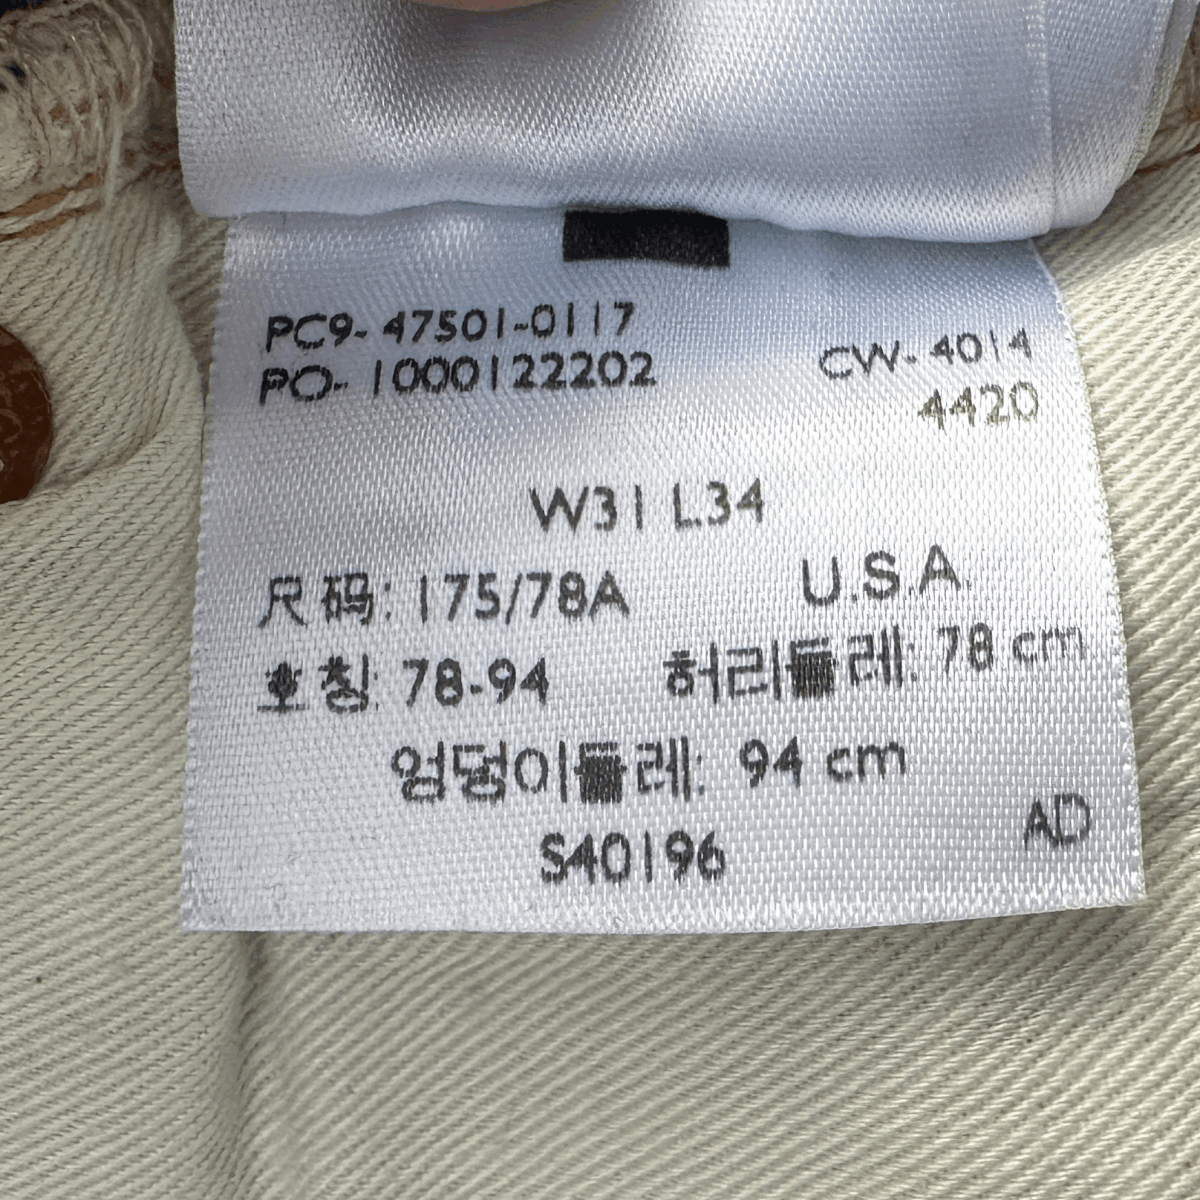 PC9-47501-0117
PO-1000122202
CW-4014
4420
W31 L34
尺码: 175/78A
U.S.A.
호칭: 78-94
허리둘레: 78 cm
엉덩이둘레: 94 cm
AD
S40196